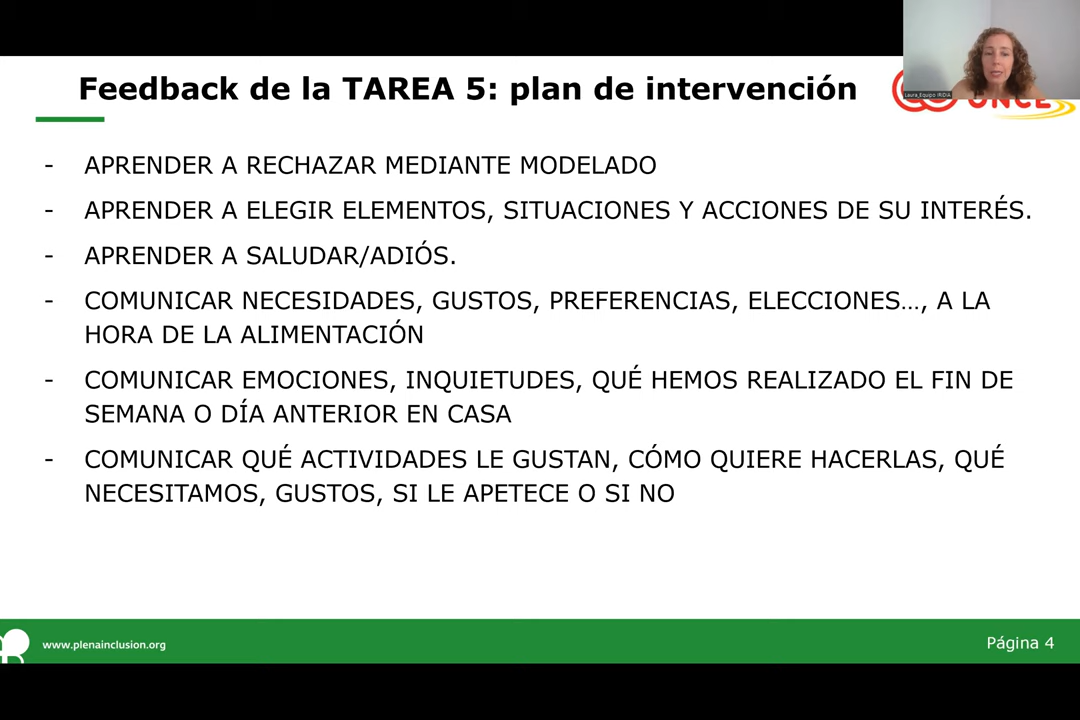 Feedback de la TAREA 5: plan de intervención
Laura_Equipo IRIDIA
ONCE
- APRENDER A RECHAZAR MEDIANTE MODELADO
- APRENDER A ELEGIR ELEMENTOS, SITUACIONES Y ACCIONES DE SU INTERÉS.
- APRENDER A SALUDAR/ADIÓS.
- COMUNICAR NECESIDADES, GUSTOS, PREFERENCIAS, ELECCIONES…, A LA
HORA DE LA ALIMENTACIÓN
- COMUNICAR EMOCIONES, INQUIETUDES, QUÉ HEMOS REALIZADO EL FIN DE
SEMANA O DÍA ANTERIOR EN CASA
- COMUNICAR QUÉ ACTIVIDADES LE GUSTAN, CÓMO QUIERE HACERLAS, QUÉ
NECESITAMOS, GUSTOS, SI LE APETECE O SI NO
www.plenainclusion.org
Página 4